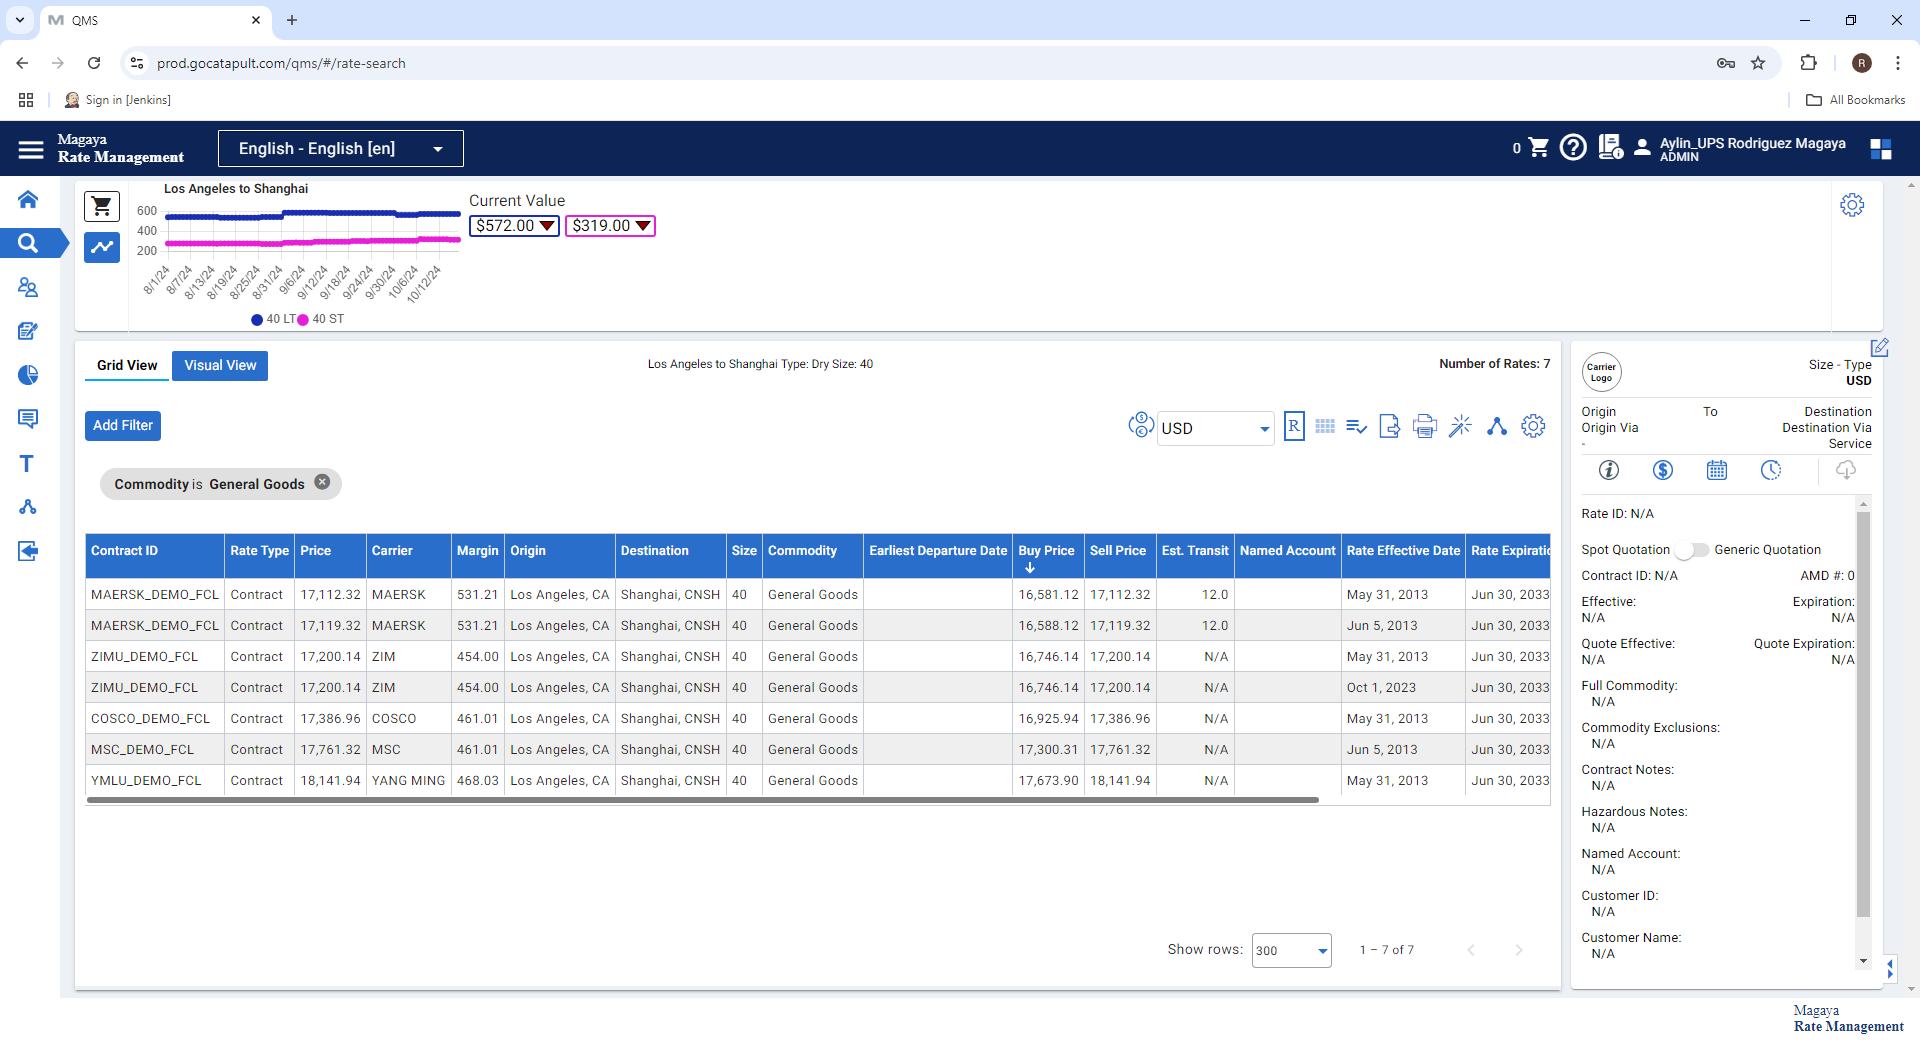 QMS
prod.gocatapult.com/qms/#/rate-search
R
Sign in [Jenkins]
All Bookmarks
Magaya
Rate Management
English - English [en]
0
Aylin_UPS Rodriguez Magaya
ADMIN
Los Angeles to Shanghai
600
400
200
8/1/24
8/7/24
8/13/24
8/19/24
8/25/24
8/31/24
9/6/24
9/12/24
9/18/24
9/24/24
9/30/24
10/6/24
10/12/24
40 LT 40 ST
Current Value
$572.00 $319.00
Grid View Visual View
Los Angeles to Shanghai Type: Dry Size: 40
Number of Rates: 7
Add Filter
USD
R
Commodity is General Goods
Contract ID Rate Type Price Carrier Margin Origin Destination Size Commodity Earliest Departure Date Buy Price Sell Price Est. Transit Named Account Rate Effective Date Rate Expiratio
MAERSK_DEMO_FCL Contract 17,112.32 MAERSK 531.21 Los Angeles, CA Shanghai, CNSH 40 General Goods 16,581.12 17,112.32 12.0 May 31, 2013 Jun 30, 2033
MAERSK_DEMO_FCL Contract 17,119.32 MAERSK 531.21 Los Angeles, CA Shanghai, CNSH 40 General Goods 16,588.12 17,119.32 12.0 Jun 5, 2013 Jun 30, 2033
ZIMU_DEMO_FCL Contract 17,200.14 ZIM 454.00 Los Angeles, CA Shanghai, CNSH 40 General Goods 16,746.14 17,200.14 N/A May 31, 2013 Jun 30, 2033
ZIMU_DEMO_FCL Contract 17,200.14 ZIM 454.00 Los Angeles, CA Shanghai, CNSH 40 General Goods 16,746.14 17,200.14 N/A Oct 1, 2023 Jun 30, 2033
COSCO_DEMO_FCL Contract 17,386.96 COSCO 461.01 Los Angeles, CA Shanghai, CNSH 40 General Goods 16,925.94 17,386.96 N/A May 31, 2013 Jun 30, 2033
MSC_DEMO_FCL Contract 17,761.32 MSC 461.01 Los Angeles, CA Shanghai, CNSH 40 General Goods 17,300.31 17,761.32 N/A Jun 5, 2013 Jun 30, 2033
YMLU_DEMO_FCL Contract 18,141.94 YANG MING 468.03 Los Angeles, CA Shanghai, CNSH 40 General Goods 17,673.90 18,141.94 N/A May 31, 2013 Jun 30, 2033
Show rows: 300 1 – 7 of 7
Carrier
Logo
Size - Type
USD
Origin To Destination
Origin Via Destination Via
- Service
Rate ID: N/A
Spot Quotation Generic Quotation
Contract ID: N/A AMD #: 0
Effective: Expiration:
N/A N/A
Quote Effective: Quote Expiration:
N/A N/A
Full Commodity:
N/A
Commodity Exclusions:
N/A
Contract Notes:
N/A
Hazardous Notes:
N/A
Named Account:
N/A
Customer ID:
N/A
Customer Name:
N/A
Magaya
Rate Management